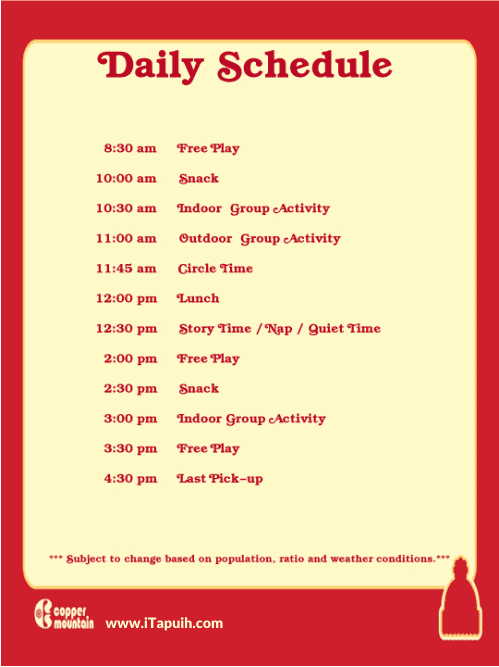 Daily Schedule
8:30 am Free Play
10:00 am Snack
10:30 am Indoor Group Activity
11:00 am Outdoor Group Activity
11:45 am Circle Time
12:00 pm Lunch
12:30 pm Story Time / Nap / Quiet Time
2:00 pm Free Play
2:30 pm Snack
3:00 pm Indoor Group Activity
3:30 pm Free Play
4:30 pm Last Pick-up
*** Subject to change based on population, ratio and weather conditions.***
copper
mountain
www.iTapuih.com